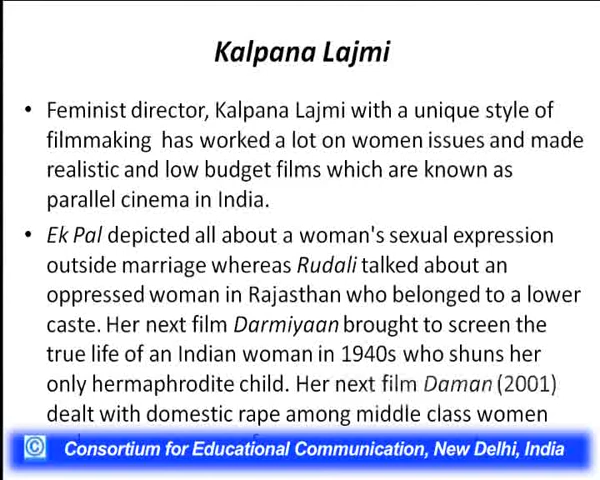 Kalpana Lajmi
• Feminist director, Kalpana Lajmi with a unique style of
filmmaking has worked a lot on women issues and made
realistic and low budget films which are known as
parallel cinema in India.
• Ek Pal depicted all about a woman's sexual expression
outside marriage whereas Rudali talked about an
oppressed woman in Rajasthan who belonged to a lower
caste. Her next film Darmiyaan brought to screen the
true life of an Indian woman in 1940s who shuns her
only hermaphrodite child. Her next film Daman (2001)
dealt with domestic rape among middle class women
© Consortium for Educational Communication, New Delhi, India